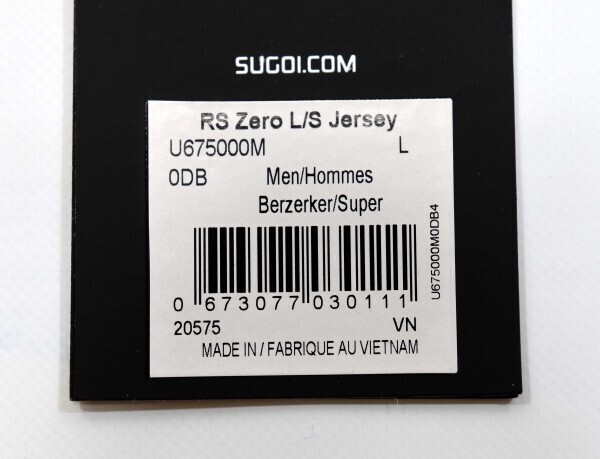 SUGOI.COM
RS Zero L/S Jersey
U675000M L
0DB Men/Hommes
Berzerker/Super
U675000M0DB4
0 673077 030111
20575 VN
MADE IN / FABRIQUE AU VIETNAM